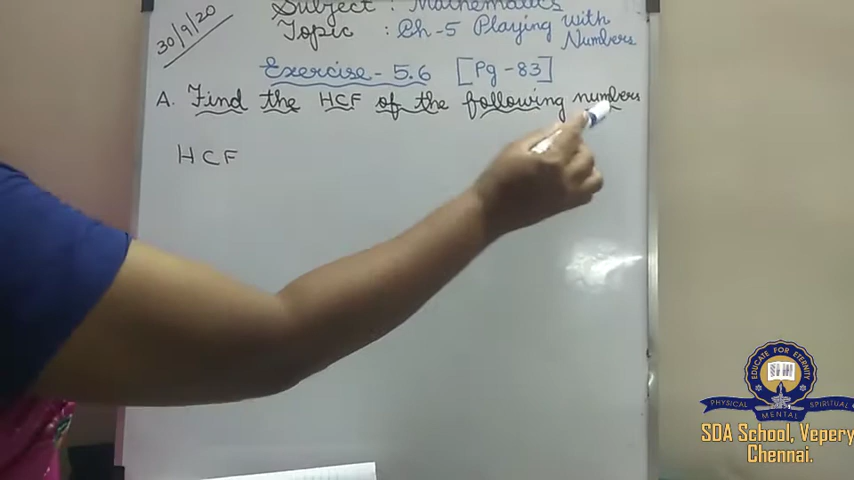 Subject : Mathematics
30/9/20
Topic : Ch-5 Playing with
Numbers
Exercise - 5.6 [Pg - 83]
A. Find the HCF of the following numbers
HCF
EDUCATE FOR ETERNITY
PHYSICAL MENTAL SPIRITUAL
SDA School, Vepery
Chennai.